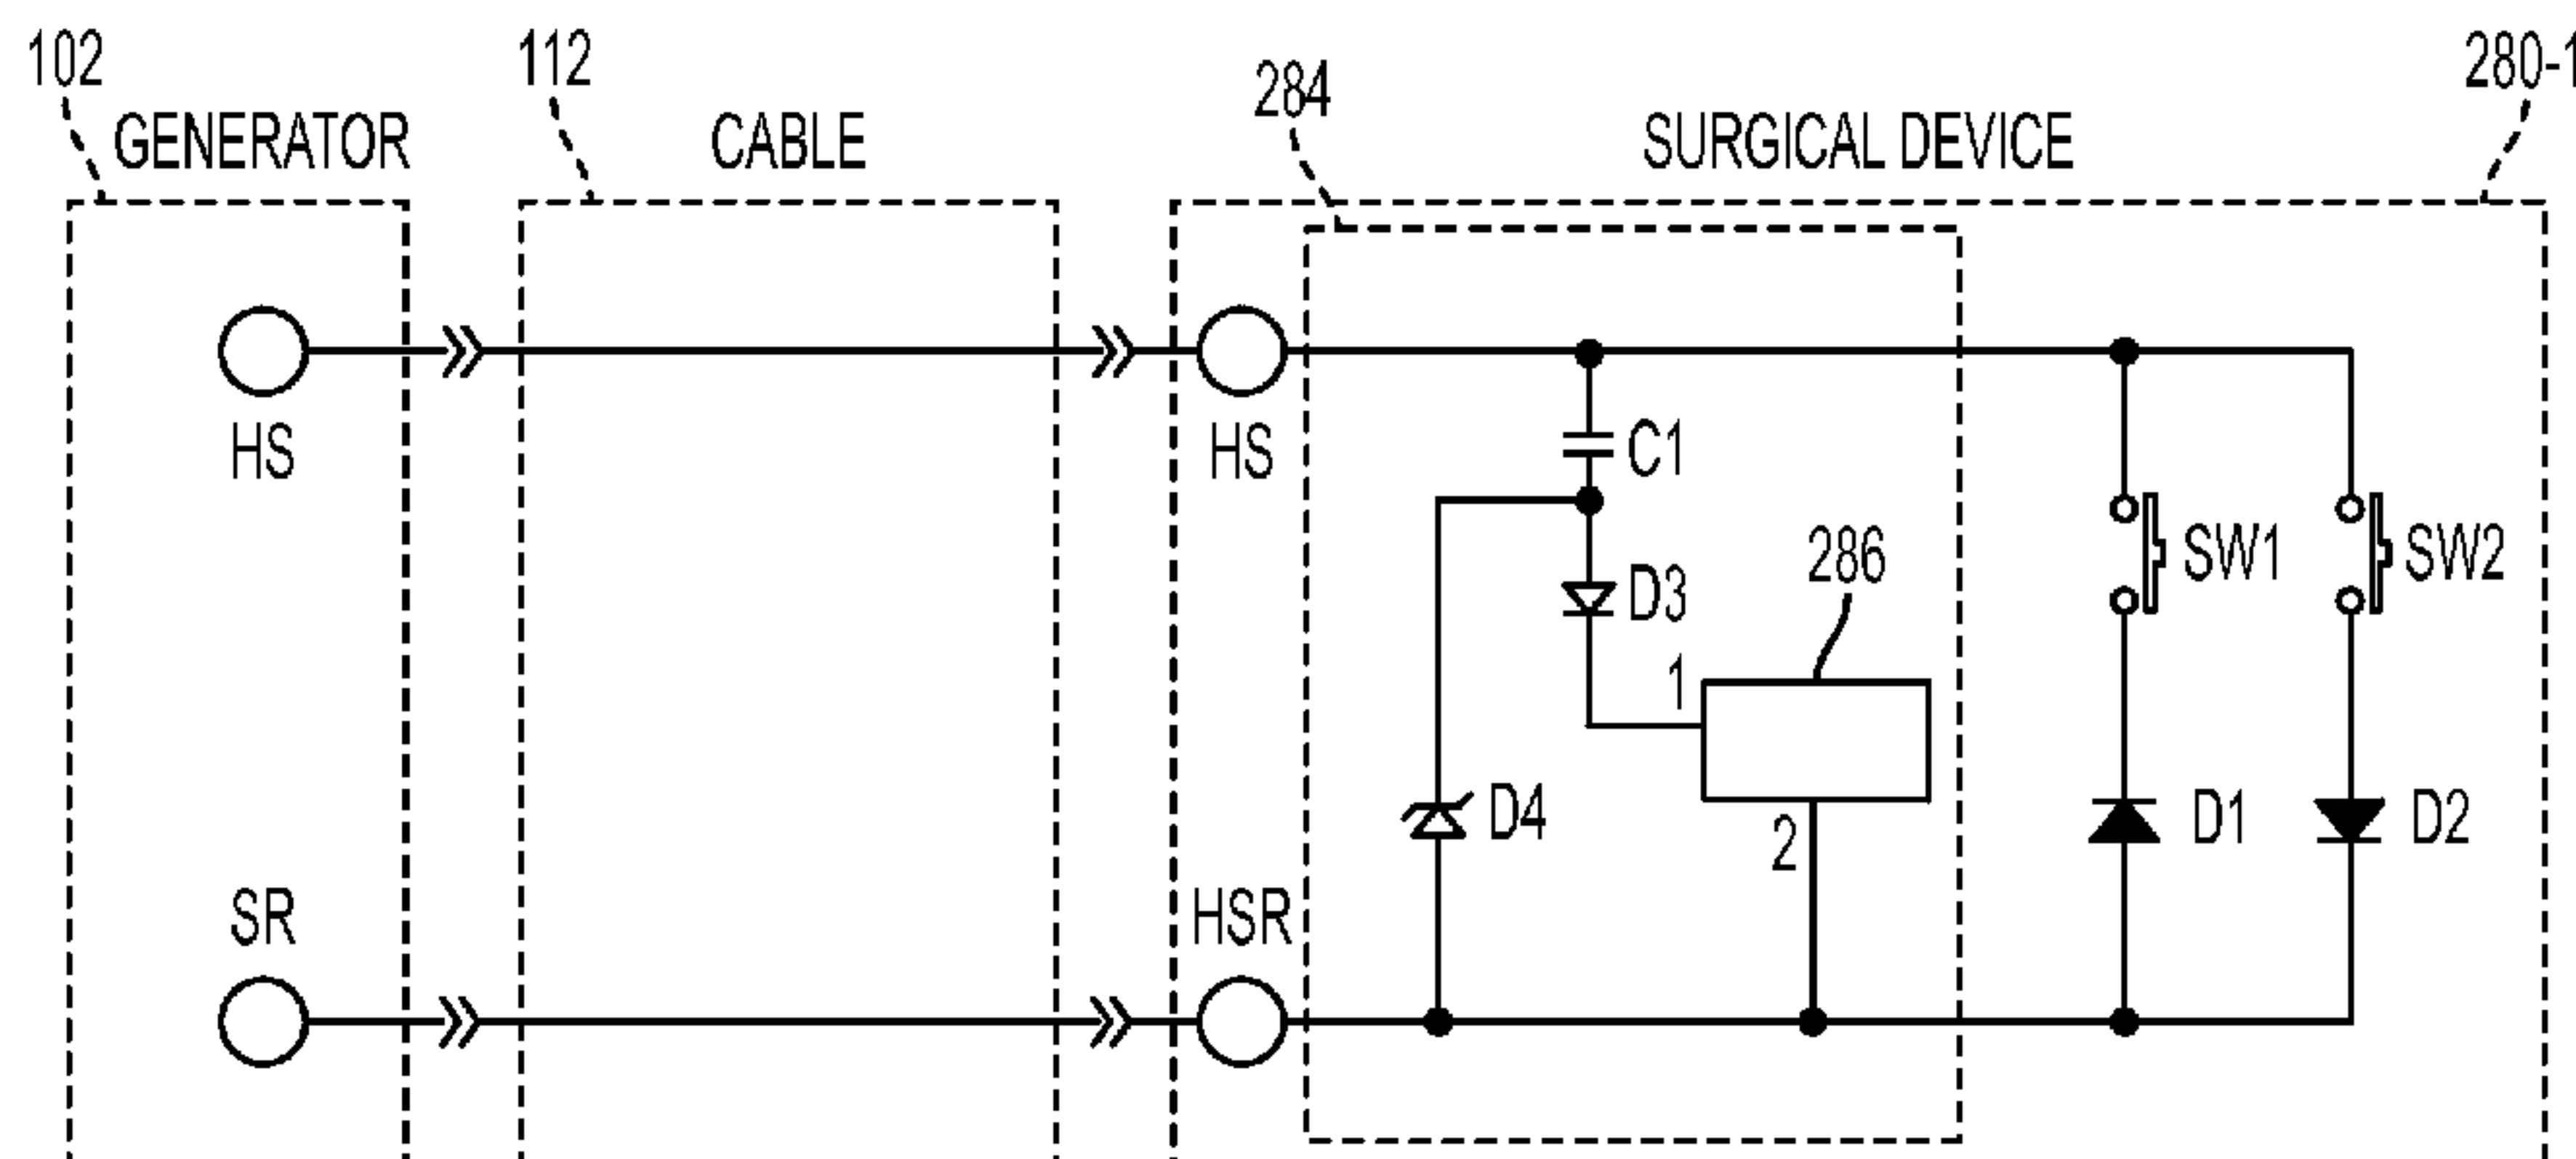 102
112
284
280-1
GENERATOR
CABLE
SURGICAL DEVICE
HS
HS
C1
D3
286
SW1
SW2
1
D4
2
D1
D2
SR
HSR